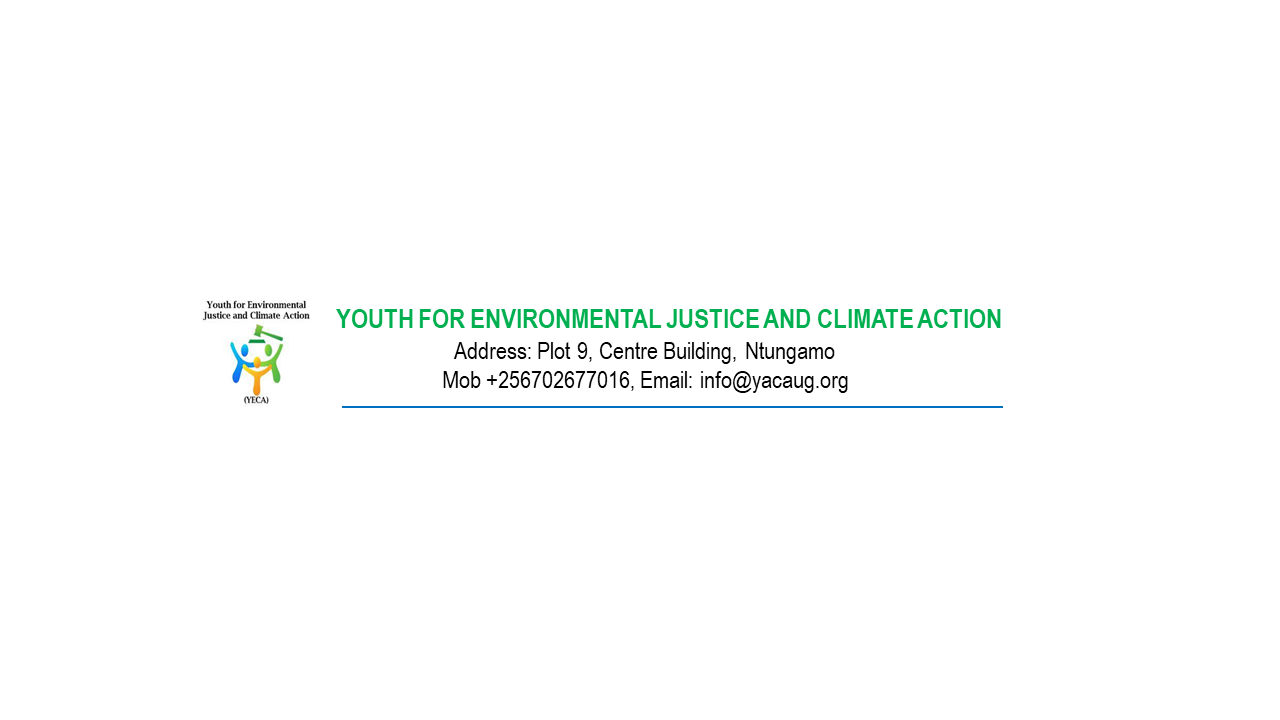 Youth for Environmental
Justice and Climate Action
(YECA)
YOUTH FOR ENVIRONMENTAL JUSTICE AND CLIMATE ACTION
Address: Plot 9, Centre Building, Ntungamo
Mob +256702677016, Email: info@yacaug.org